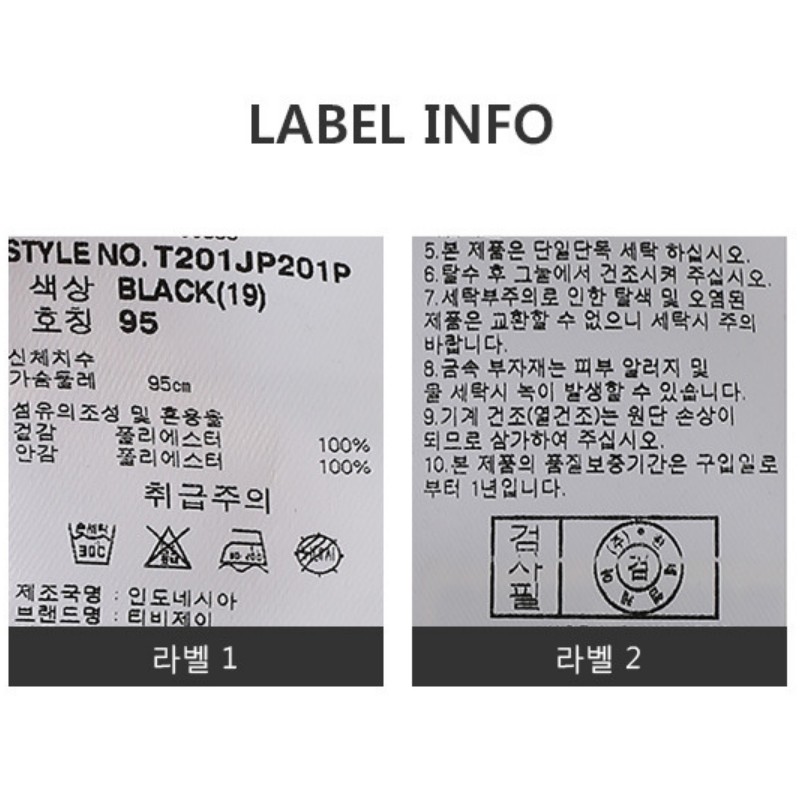 LABEL INFO
STYLE NO. T201JP201P
색상 BLACK(19)
호칭 95
신체치수
가슴둘레 95cm
섬유의조성 및 혼용율
겉감 폴리에스터 100%
안감 폴리에스터 100%
취급주의
손세탁
30℃
제조국명 : 인도네시아
브랜드명 : 티비제이
라벨 1
5.본 제품은 단일단독 세탁 하십시오.
6.탈수 후 그늘에서 건조시켜 주십시오.
7.세탁부주의로 인한 탈색 및 오염된
제품은 교환할 수 없으니 세탁시 주의
바랍니다.
8.금속 부자재는 피부 알러지 및
물 세탁시 녹이 발생할 수 있습니다.
9.기계 건조(열건조)는 원단 손상이
되므로 삼가하여 주십시오.
10.본 제품의 품질보증기간은 구입일로
부터 1년입니다.
검사필
(주)
검
라벨 2